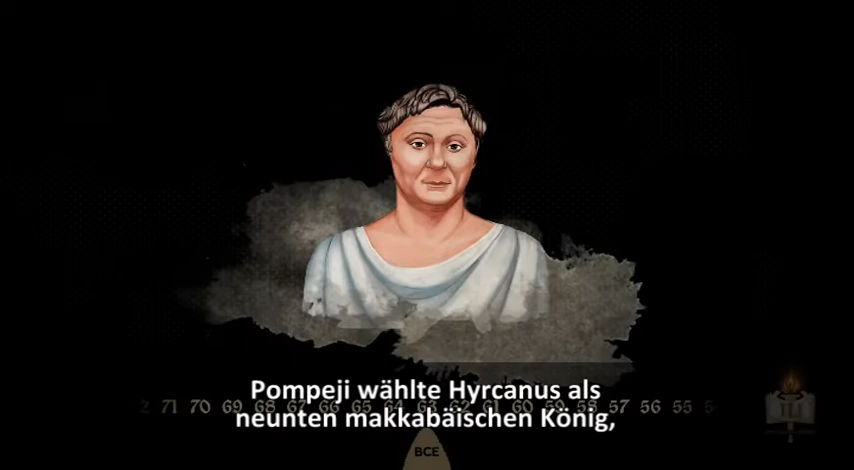 Pompeji wählte Hyrcanus als
neunten makkabäischen König,
71 70 69 68 67 66 65 64 63 62 61 60 59 58 57 56 55
BCE